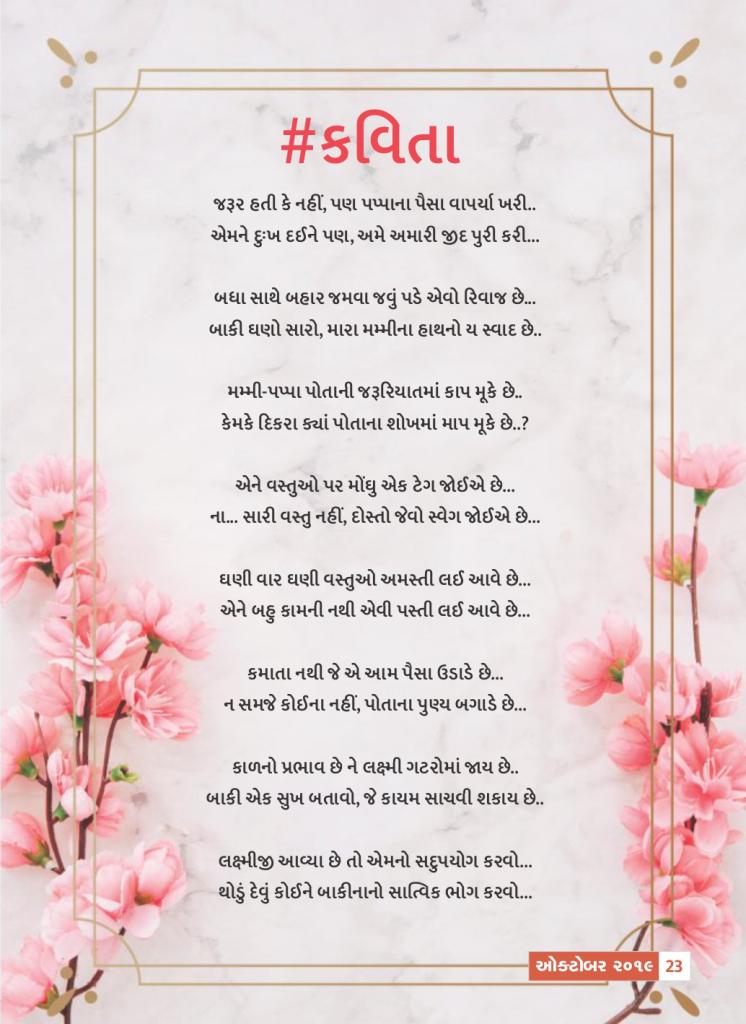 #કવિતા
જરૂર હતી કે નહીં, પણ પપ્પાના પૈસા વાપર્યા ખરી..
એમને દુઃખ દઈને પણ, અમે અમારી જીદ પુરી કરી...
બધા સાથે બહાર જમવા જવું પડે એવો રિવાજ છે...
બાકી ઘણો સારો, મારા મમ્મીના હાથનો ય સ્વાદ છે..
મમ્મી-પપ્પા પોતાની જરૂરિયાતમાં કાપ મૂકે છે..
કેમકે દિકરા ક્યાં પોતાના શોખમાં માપ મૂકે છે..?
એને વસ્તુઓ પર મોંઘુ એક ટેગ જોઈએ છે...
ના... સારી વસ્તુ નહીં, દોસ્તો જેવો સ્વેગ જોઈએ છે...
ઘણી વાર ઘણી વસ્તુઓ અમસ્તી લઈ આવે છે...
એને બહુ કામની નથી એવી પસ્તી લઈ આવે છે...
કમાતા નથી જે એ આમ પૈસા ઉડાડે છે...
ન સમજે કોઈના નહીં, પોતાના પુણ્ય બગાડે છે...
કાળનો પ્રભાવ છે ને લક્ષ્મી ગટરોમાં જાય છે..
બાકી એક સુખ બતાવો, જે કાયમ સાચવી શકાય છે..
લક્ષ્મીજી આવ્યા છે તો એમનો સદુપયોગ કરવો...
થોડું દેવું કોઈને બાકીનાનો સાત્વિક ભોગ કરવો...
ઓક્ટોબર ૨૦૧૯ 23